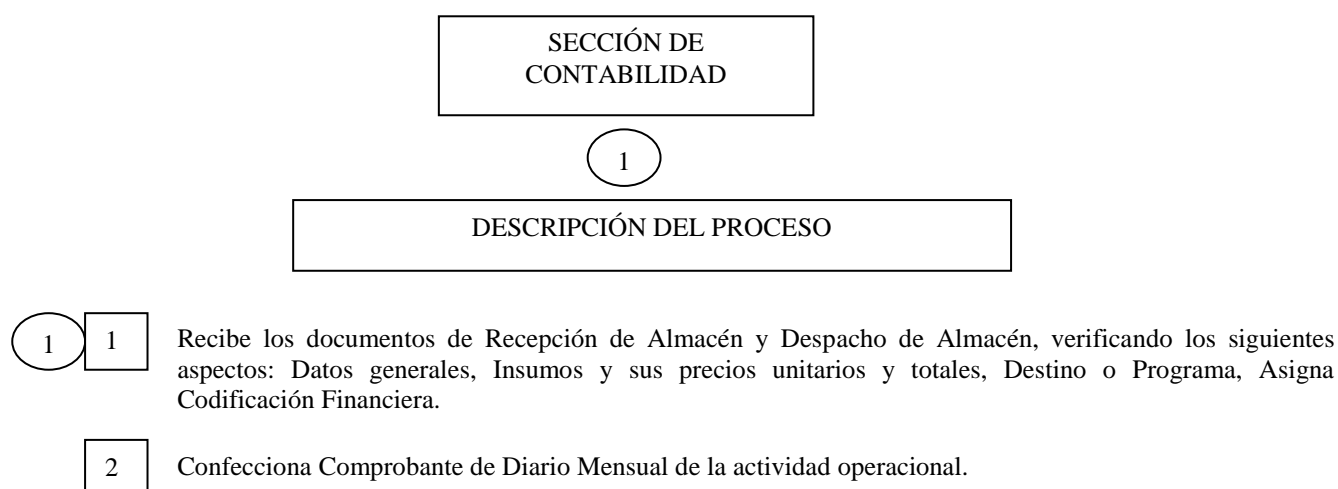 SECCIÓN DE
CONTABILIDAD
1
DESCRIPCIÓN DEL PROCESO
1 1 Recibe los documentos de Recepción de Almacén y Despacho de Almacén, verificando los siguientes
aspectos: Datos generales, Insumos y sus precios unitarios y totales, Destino o Programa, Asigna
Codificación Financiera.
2 Confecciona Comprobante de Diario Mensual de la actividad operacional.